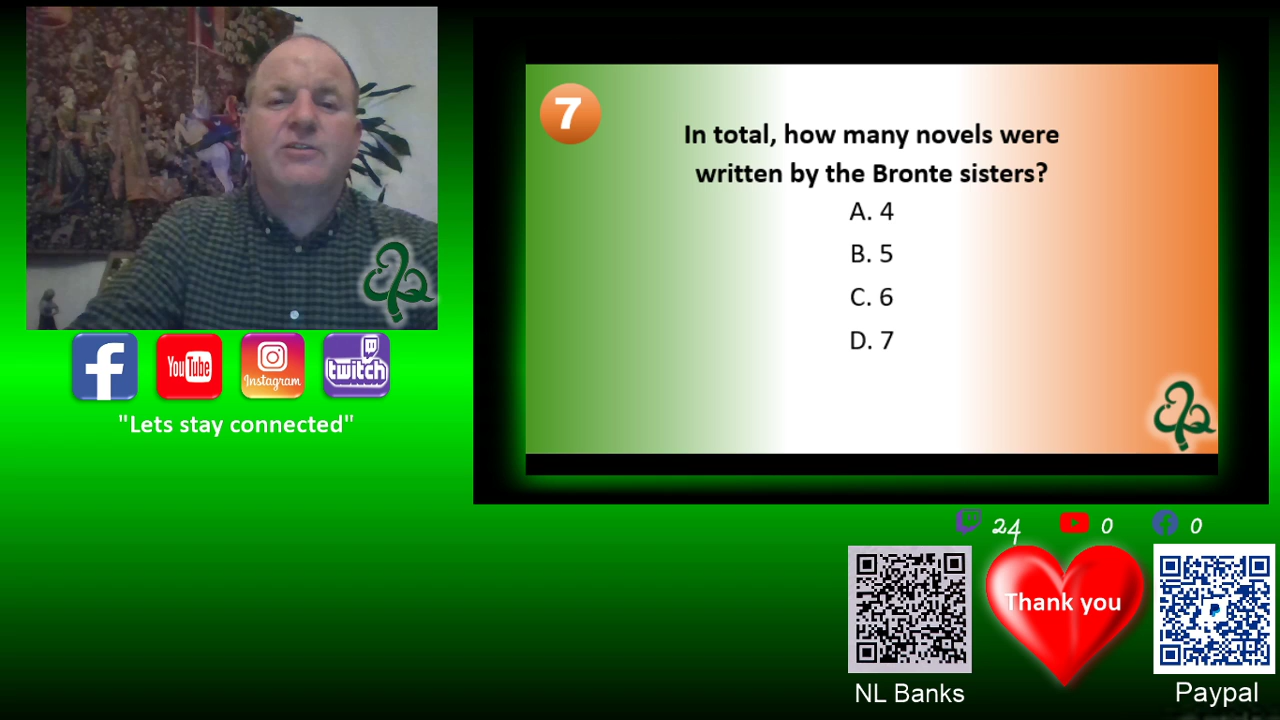 7
In total, how many novels were
written by the Bronte sisters?
A. 4
B. 5
C. 6
D. 7
YouTube
Instagram
twitch
"Lets stay connected"
24
0
0
Thank you
NL Banks
Paypal